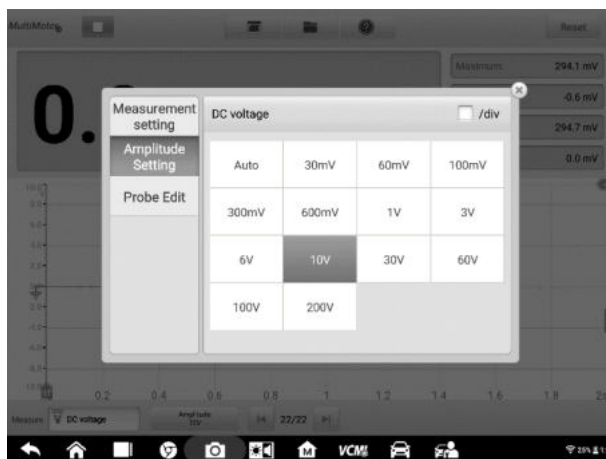 MultiMeter
Reset
Maximum:
294.1 mV
-0.6 mV
294.7 mV
0.0 mV
0.
Measurement
setting
Amplitude
Setting
Probe Edit
DC voltage
/div
Auto
30mV
60mV
100mV
300mV
600mV
1V
3V
6V
10V
30V
60V
100V
200V
0.2
0.4
0.6
0.8
1.2
1.4
1.6
1.8
Measure
DC voltage
Amplitude
10V
22/22
VCMI